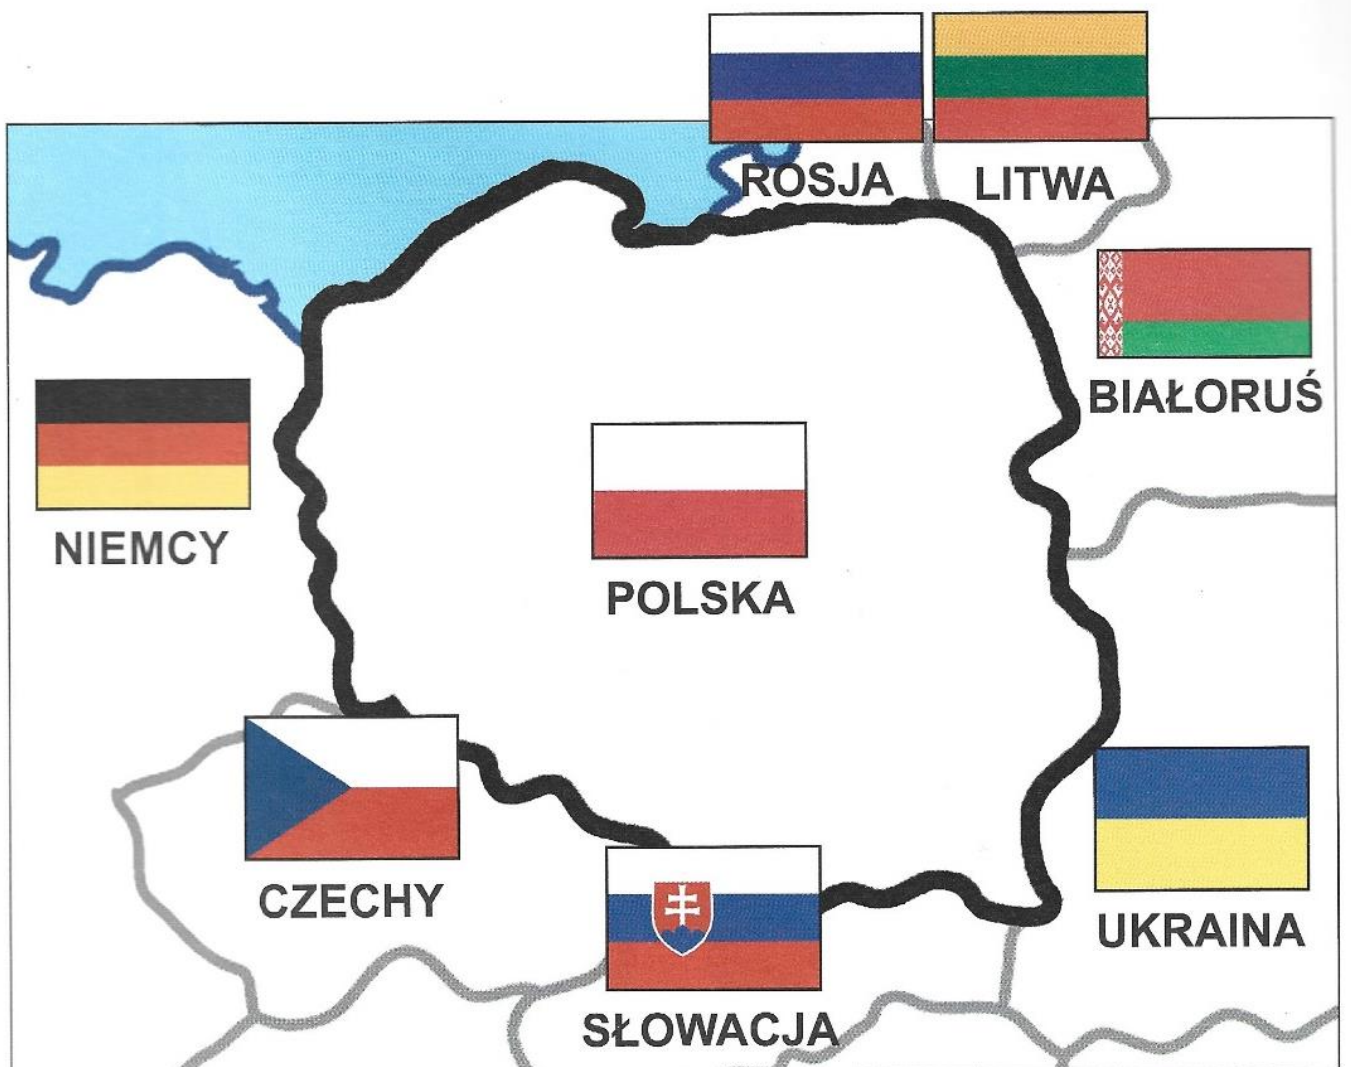 ROSJA
LITWA
BIAŁORUŚ
NIEMCY
POLSKA
CZECHY
UKRAINA
SŁOWACJA